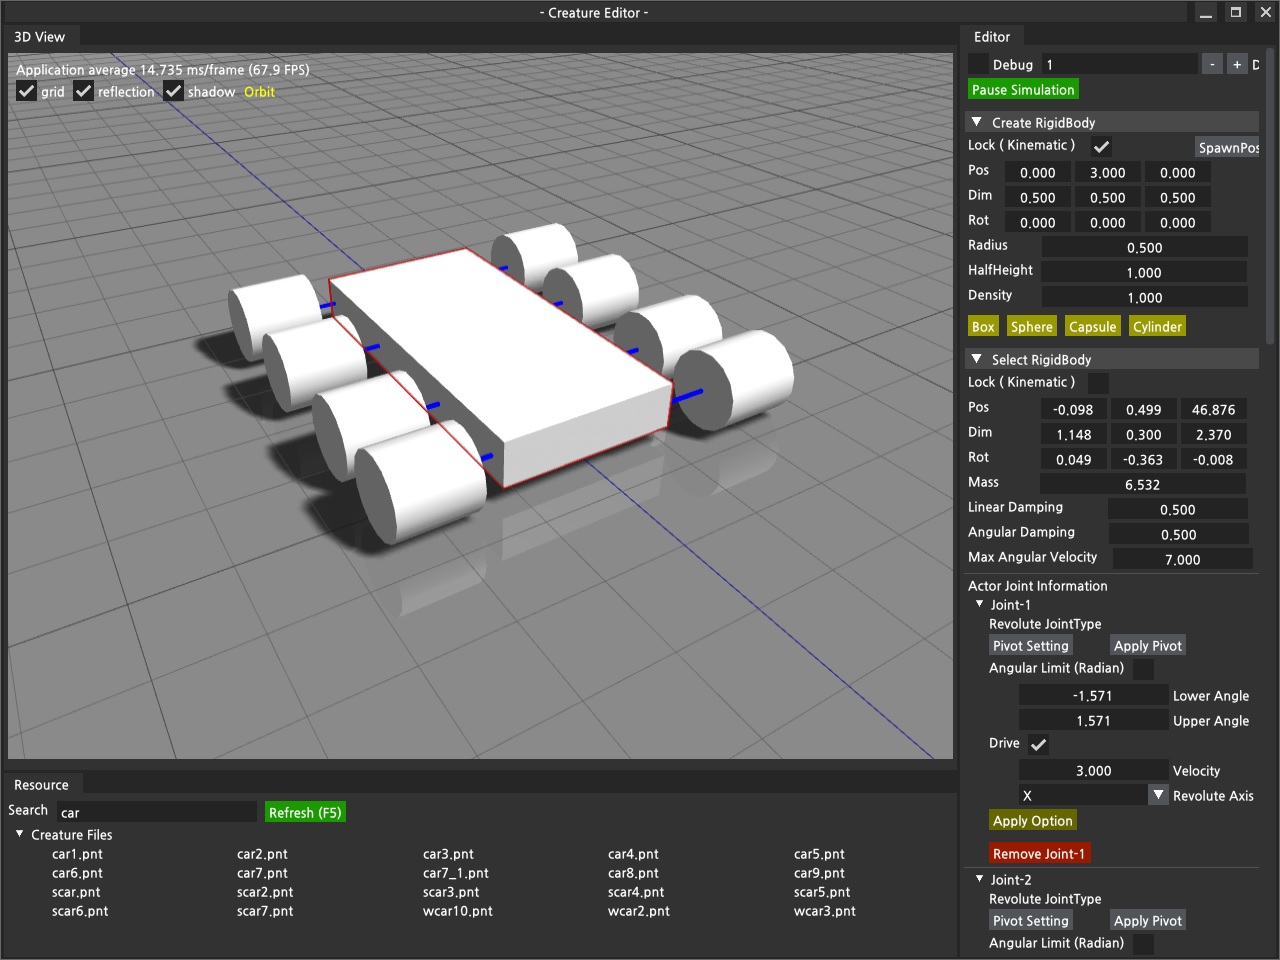 - Creature Editor -
3D View
Application average 14.735 ms/frame (67.9 FPS)
grid reflection shadow Orbit
Editor
Debug 1 - + D
Pause Simulation
Create RigidBody
Lock ( Kinematic ) SpawnPos
Pos 0.000 3.000 0.000
Dim 0.500 0.500 0.500
Rot 0.000 0.000 0.000
Radius 0.500
HalfHeight 1.000
Density 1.000
Box Sphere Capsule Cylinder
Select RigidBody
Lock ( Kinematic )
Pos -0.098 0.499 46.876
Dim 1.148 0.300 2.370
Rot 0.049 -0.363 -0.008
Mass 6.532
Linear Damping 0.500
Angular Damping 0.500
Max Angular Velocity 7.000
Actor Joint Information
Joint-1
Revolute JointType
Pivot Setting Apply Pivot
Angular Limit (Radian)
-1.571 Lower Angle
1.571 Upper Angle
Drive
3.000 Velocity
X Revolute Axis
Apply Option
Remove Joint-1
Joint-2
Revolute JointType
Pivot Setting Apply Pivot
Angular Limit (Radian)
Resource
Search car Refresh (F5)
Creature Files
car1.pnt car2.pnt car3.pnt car4.pnt car5.pnt
car6.pnt car7.pnt car7_1.pnt car8.pnt car9.pnt
scar.pnt scar2.pnt scar3.pnt scar4.pnt scar5.pnt
scar6.pnt scar7.pnt wcar10.pnt wcar2.pnt wcar3.pnt